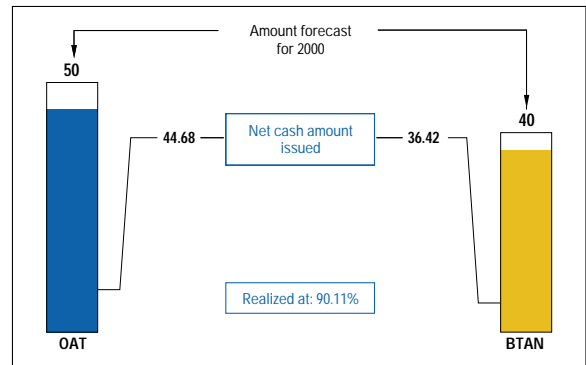 Amount forecast
for 2000
50
40
44.68
Net cash amount
issued
36.42
Realized at: 90.11%
OAT
BTAN